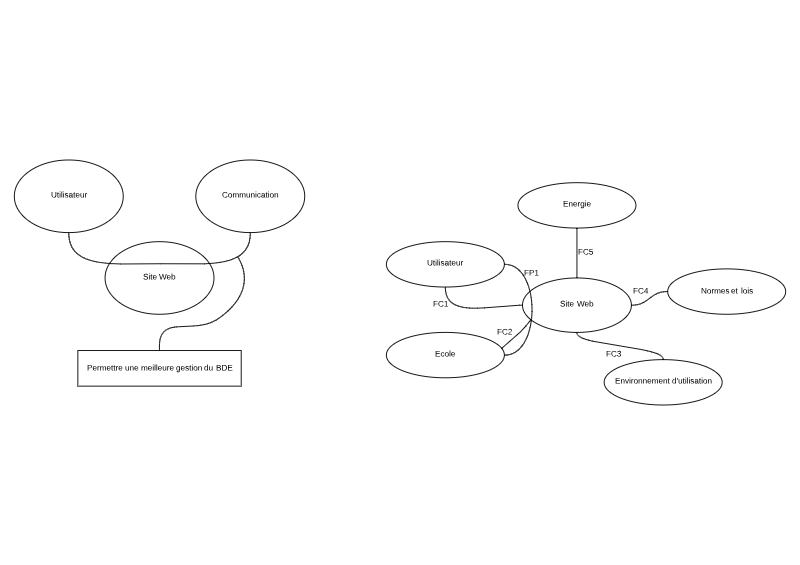 Utilisateur
Communication
Site Web
Permettre une meilleure gestion du BDE
Energie
FC5
Utilisateur
FP1
FC1
Site Web
FC4
Normes et lois
FC2
Ecole
FC3
Environnement d'utilisation